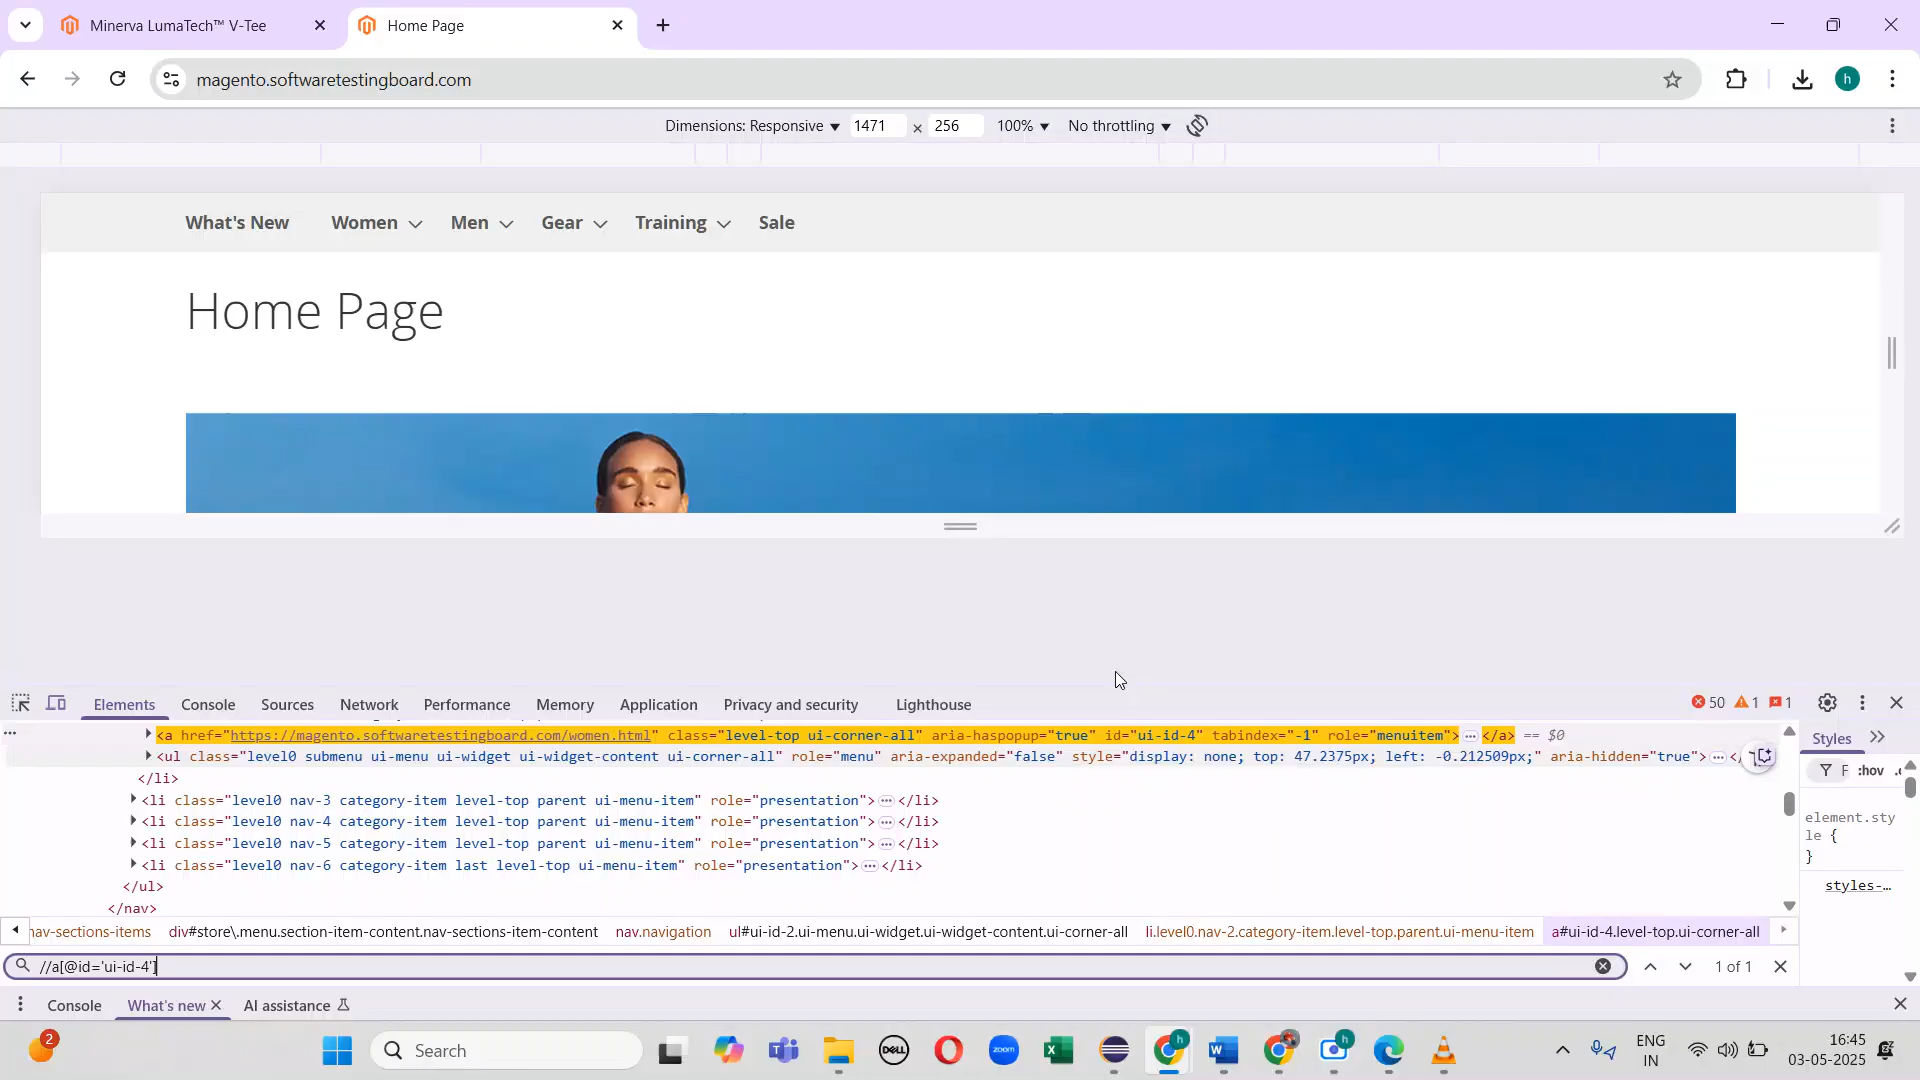 Minerva LumaTech™ V-Tee
Home Page
magento.softwaretestingboard.com
h
Dimensions: Responsive 1471 × 256 100% No throttling
What's New Women Men Gear Training Sale
Home Page
Elements Console Sources Network Performance Memory Application Privacy and security Lighthouse 50 1 1
<a href="https://magento.softwaretestingboard.com/women.html" class="level-top ui-corner-all" aria-haspopup="true" id="ui-id-4" tabindex="-1" role="menuitem"> </a> == $0
<ul class="level0 submenu ui-menu ui-widget ui-widget-content ui-corner-all" role="menu" aria-expanded="false" style="display: none; top: 47.2375px; left: -0.212509px;" aria-hidden="true">
</li>
<li class="level0 nav-3 category-item level-top parent ui-menu-item" role="presentation"> </li>
<li class="level0 nav-4 category-item level-top parent ui-menu-item" role="presentation"> </li>
<li class="level0 nav-5 category-item level-top parent ui-menu-item" role="presentation"> </li>
<li class="level0 nav-6 category-item last level-top ui-menu-item" role="presentation"> </li>
</ul>
</nav>
Styles
F :hov
element.sty
le {
}
styles-…
nav-sections-items div#store\.menu.section-item-content.nav-sections-item-content nav.navigation ul#ui-id-2.ui-menu.ui-widget.ui-widget-content.ui-corner-all li.level0.nav-2.category-item.level-top.parent.ui-menu-item a#ui-id-4.level-top.ui-corner-all
//a[@id='ui-id-4']
1 of 1
Console What's new AI assistance
2
Search
DELL
zoom
h
h
ENG
IN
16:45
03-05-2025